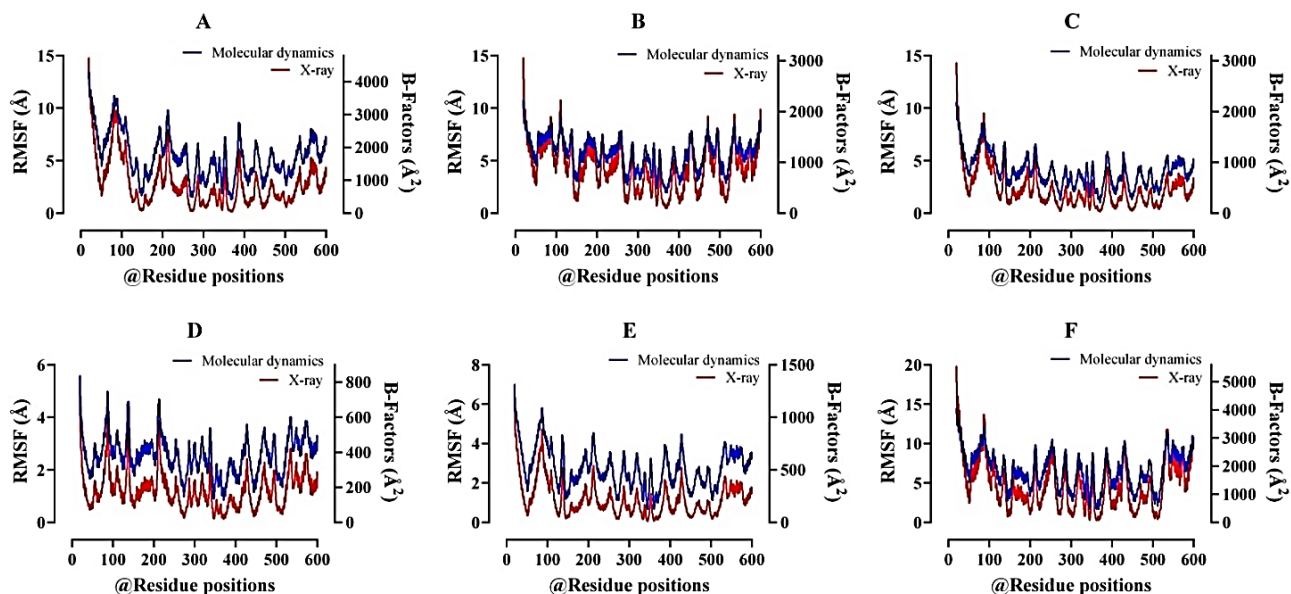 A
Molecular dynamics
X-ray
RMSF (Å)
15
10
5
0
B-Factors (Å²)
4000
3000
2000
1000
0
0 100 200 300 400 500 600
@Residue positions
B
Molecular dynamics
X-ray
RMSF (Å)
15
10
5
0
B-Factors (Å²)
3000
2000
1000
0
0 100 200 300 400 500 600
@Residue positions
C
Molecular dynamics
X-ray
RMSF (Å)
15
10
5
0
B-Factors (Å²)
3000
2000
1000
0
0 100 200 300 400 500 600
@Residue positions
D
Molecular dynamics
X-ray
RMSF (Å)
6
4
2
0
B-Factors (Å²)
800
600
400
200
0
0 100 200 300 400 500 600
@Residue positions
E
Molecular dynamics
X-ray
RMSF (Å)
8
6
4
2
0
B-Factors (Å²)
1500
1000
500
0
0 100 200 300 400 500 600
@Residue positions
F
Molecular dynamics
X-ray
RMSF (Å)
20
15
10
5
0
B-Factors (Å²)
5000
4000
3000
2000
1000
0
0 100 200 300 400 500 600
@Residue positions